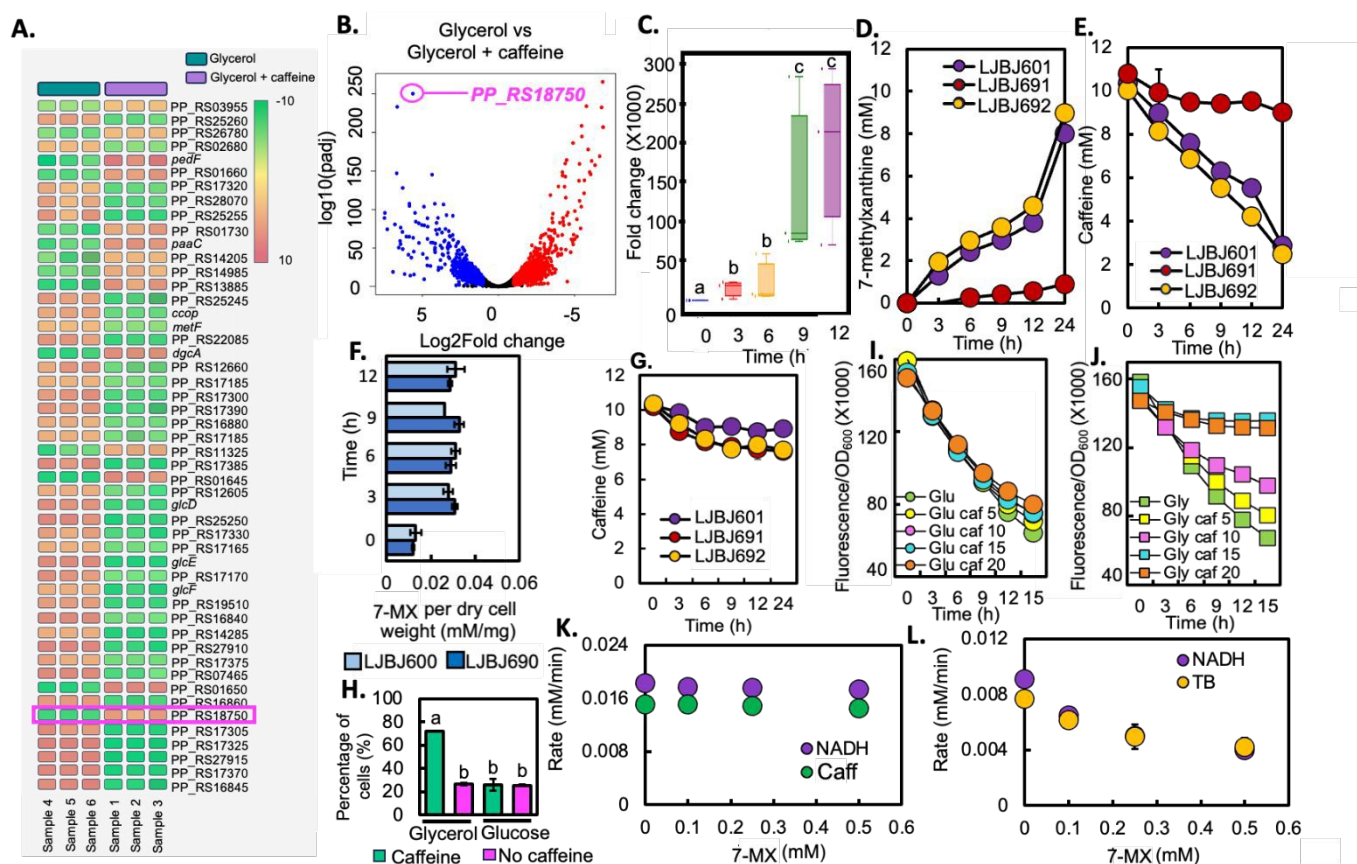 A.
Glycerol
Glycerol + caffeine
-10
10
PP_RS03955
PP_RS25260
PP_RS26780
PP_RS02680
pedF
PP_RS01660
PP_RS17320
PP_RS28070
PP_RS25255
PP_RS01730
paaC
PP_RS14205
PP_RS14985
PP_RS13885
PP_RS25245
ccop
metF
PP_RS22085
dgcA
PP_RS12660
PP_RS17185
PP_RS17300
PP_RS17390
PP_RS16880
PP_RS17185
PP_RS11325
PP_RS17385
PP_RS01645
PP_RS12605
glcD
PP_RS25250
PP_RS17330
PP_RS17165
glcE
PP_RS17170
glcF
PP_RS19510
PP_RS16840
PP_RS14285
PP_RS27910
PP_RS17375
PP_RS07465
PP_RS01650
PP_RS16860
PP_RS18750
PP_RS17305
PP_RS17325
PP_RS27915
PP_RS17370
PP_RS16845
Sample 4
Sample 5
Sample 6
Sample 1
Sample 2
Sample 3
B.
Glycerol vs
Glycerol + caffeine
PP_RS18750
log10(padj)
250
200
150
100
50
0
5 0 -5
Log2Fold change
C.
Fold change (X1000)
300
250
200
150
100
50
0
a b b c c
0 3 6 9 12
Time (h)
D.
7-methylxanthine (mM)
12
10
8
6
4
2
0
LJBJ601
LJBJ691
LJBJ692
0 3 6 9 12 24
Time (h)
E.
Caffeine (mM)
12
10
8
6
4
2
0
LJBJ601
LJBJ691
LJBJ692
0 3 6 9 12 24
Time (h)
F.
Time (h)
12
9
6
3
0
0 0.02 0.04 0.06
7-MX per dry cell
weight (mM/mg)
LJBJ600 LJBJ690
G.
Caffeine (mM)
12
10
8
6
4
2
0
LJBJ601
LJBJ691
LJBJ692
0 3 6 9 12 24
Time (h)
H.
Percentage of
cells (%)
100
80
60
40
20
0
a b b b
Glycerol Glucose
Caffeine No caffeine
I.
Fluorescence/OD600 (X1000)
160
120
80
40
Glu
Glu caf 5
Glu caf 10
Glu caf 15
Glu caf 20
0 3 6 9 12 15
Time (h)
J.
Fluorescence/OD600 (X1000)
160
120
80
40
Gly
Gly caf 5
Gly caf 10
Gly caf 15
Gly caf 20
0 3 6 9 12 15
Time (h)
K.
Rate (mM/min)
0.024
0.016
0.008
0
NADH
Caff
0 0.1 0.2 0.3 0.4 0.5 0.6
7-MX (mM)
L.
Rate (mM/min)
0.012
0.008
0.004
0
NADH
TB
0 0.1 0.2 0.3 0.4 0.5 0.6
7-MX (mM)